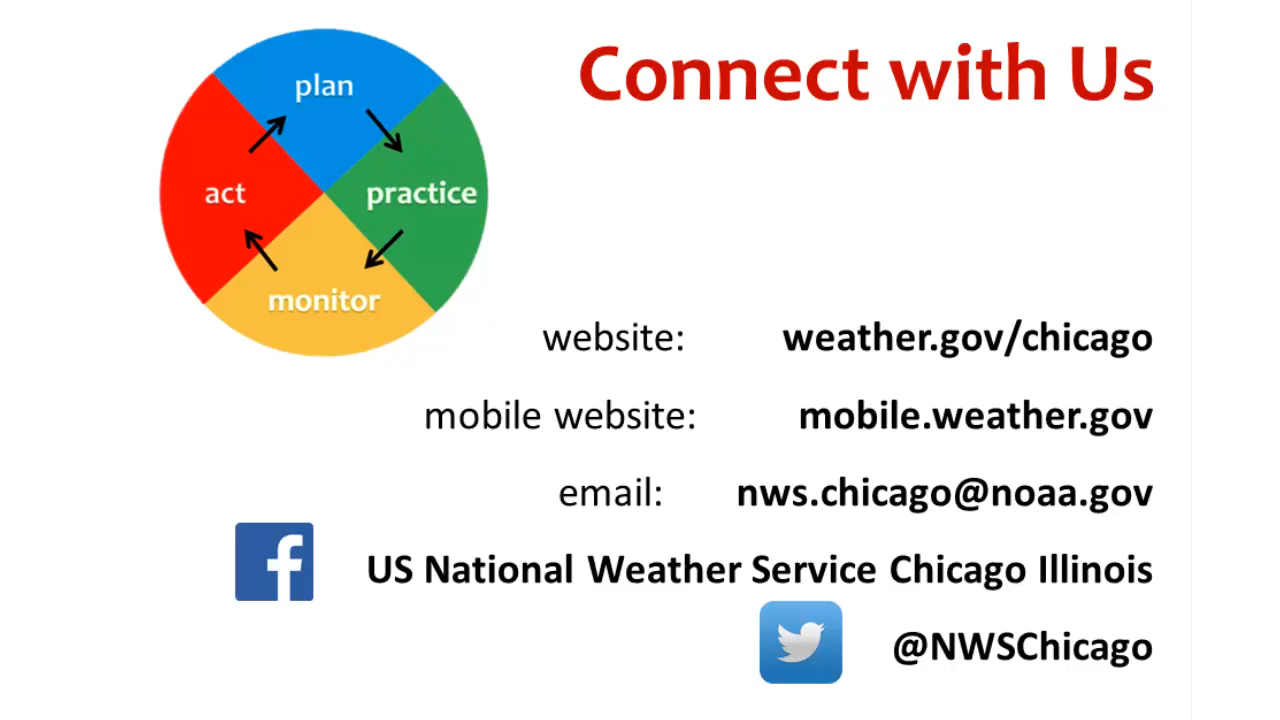 Connect with Us
plan
act
practice
monitor
website: weather.gov/chicago
mobile website: mobile.weather.gov
email: nws.chicago@noaa.gov
f US National Weather Service Chicago Illinois
@NWSChicago